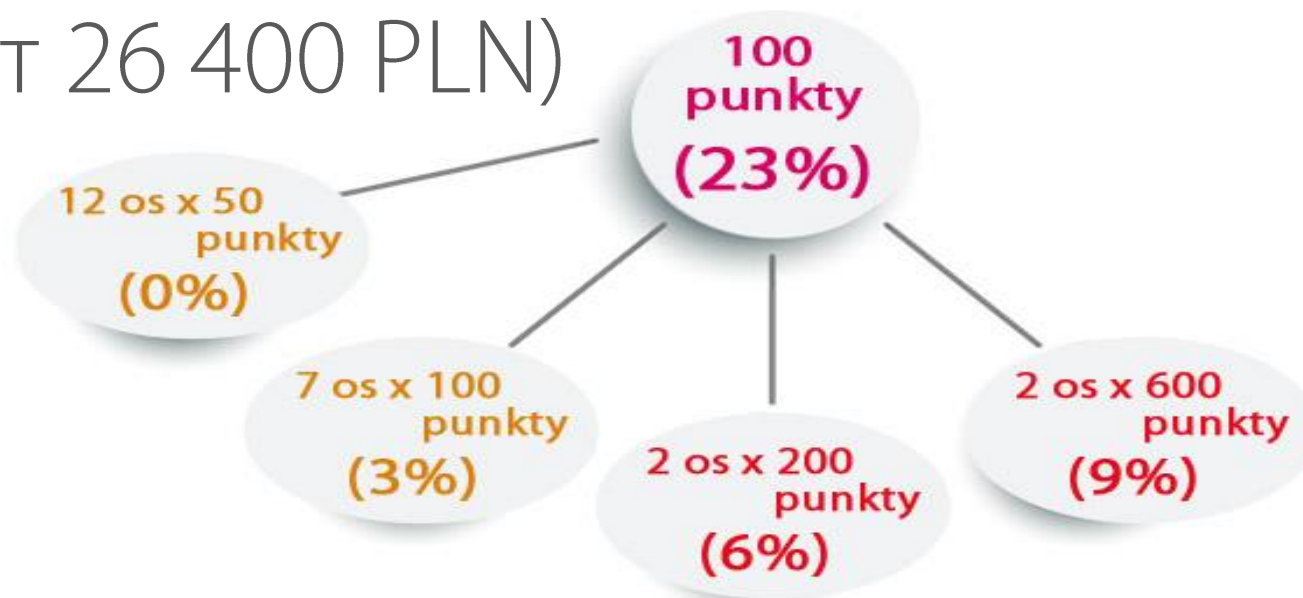 т 26 400 PLN)
100
punkty
(23%)
12 os x 50
punkty
(0%)
7 os x 100
punkty
(3%)
2 os x 200
punkty
(6%)
2 os x 600
punkty
(9%)